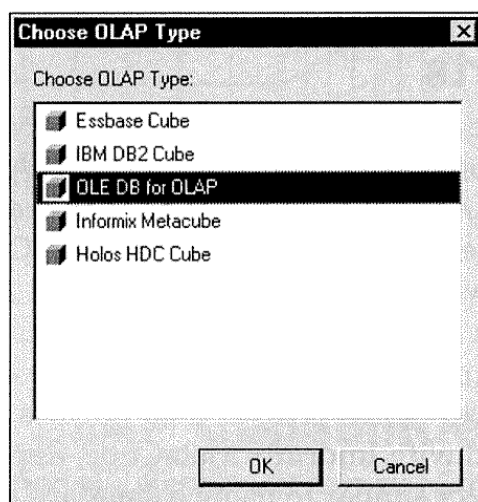 Choose OLAP Type
Choose OLAP Type:
Essbase Cube
IBM DB2 Cube
OLE DB for OLAP
Informix Metacube
Holos HDC Cube
OK
Cancel